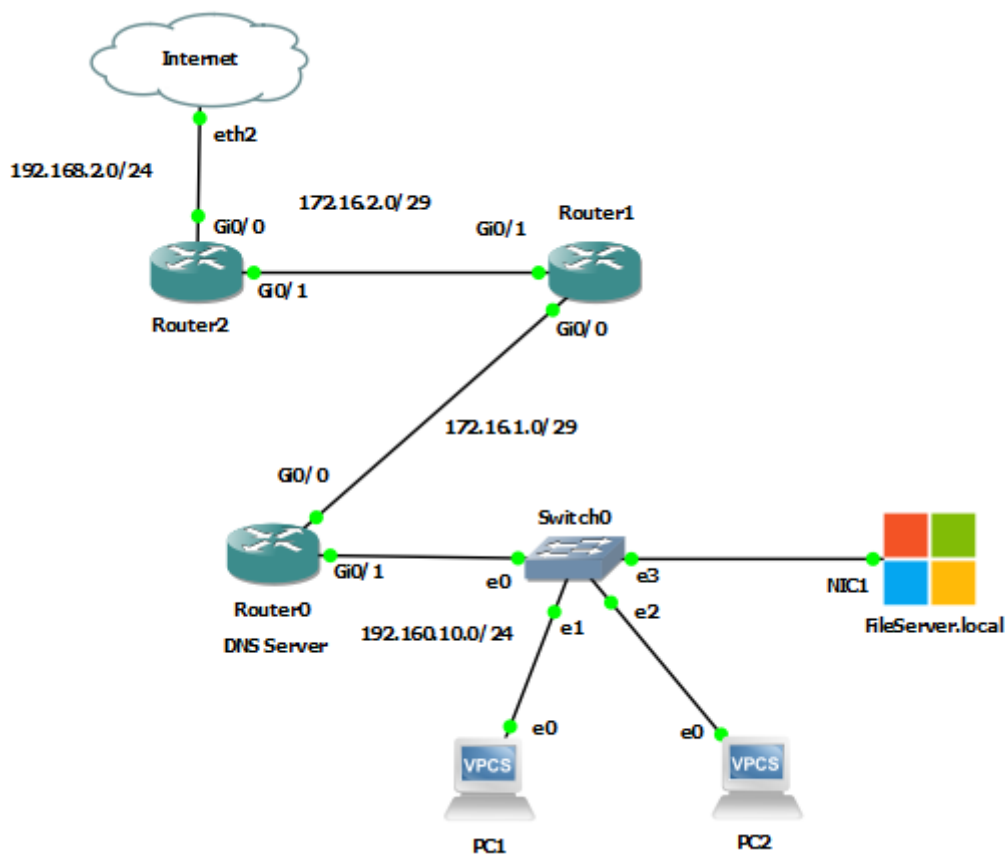 Internet
eth2
192.168.2.0/24
172.16.2.0/29
Router1
Gi0/0
Gi0/1
Gi0/1
Router2
Gi0/0
172.16.1.0/29
Gi0/0
Switch0
Gi0/1
e0
e3
NIC1
Router0
e2
FileServer.local
DNS Server
192.160.10.0/24
e1
e0
e0
VPCS
VPCS
PC1
PC2